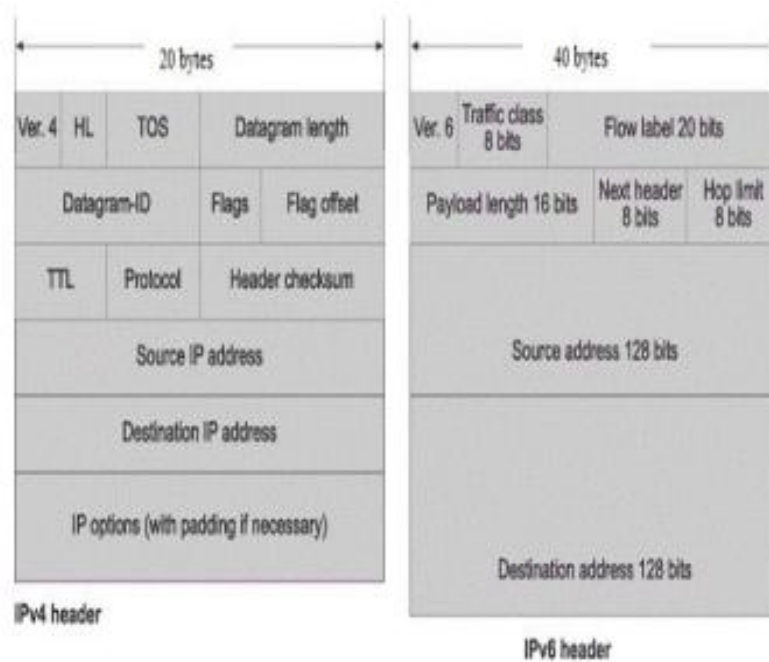 20 bytes
Ver. 4 HL TOS Datagram length
Datagram-ID Flags Flag offset
TTL Protocol Header checksum
Source IP address
Destination IP address
IP options (with padding if necessary)
IPv4 header
40 bytes
Ver. 6 Traffic class
8 bits Flow label 20 bits
Payload length 16 bits Next header
8 bits Hop limit
8 bits
Source address 128 bits
Destination address 128 bits
IPv6 header